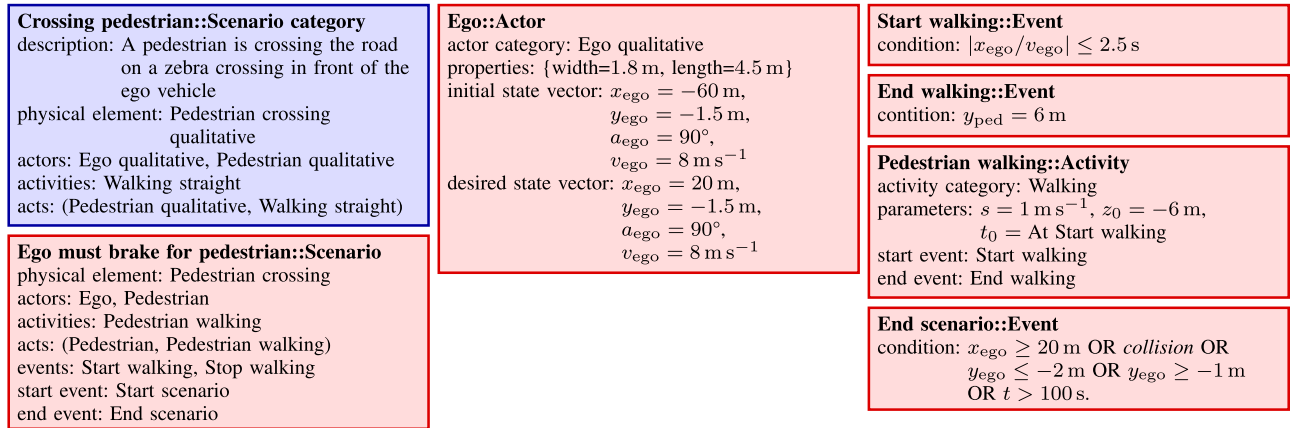 Crossing pedestrian::Scenario category
description: A pedestrian is crossing the road
on a zebra crossing in front of the
ego vehicle
physical element: Pedestrian crossing
qualitative
actors: Ego qualitative, Pedestrian qualitative
activities: Walking straight
acts: (Pedestrian qualitative, Walking straight)
Ego must brake for pedestrian::Scenario
physical element: Pedestrian crossing
actors: Ego, Pedestrian
activities: Pedestrian walking
acts: (Pedestrian, Pedestrian walking)
events: Start walking, Stop walking
start event: Start scenario
end event: End scenario
Ego::Actor
actor category: Ego qualitative
properties: {width=1.8 m, length=4.5 m}
initial state vector: x_ego = −60 m,
y_ego = −1.5 m,
a_ego = 90°,
v_ego = 8 m s⁻¹
desired state vector: x_ego = 20 m,
y_ego = −1.5 m,
a_ego = 90°,
v_ego = 8 m s⁻¹
Start walking::Event
condition: |x_ego/v_ego| ≤ 2.5 s
End walking::Event
contition: y_ped = 6 m
Pedestrian walking::Activity
activity category: Walking
parameters: s = 1 m s⁻¹, z₀ = −6 m,
t₀ = At Start walking
start event: Start walking
end event: End walking
End scenario::Event
condition: x_ego ≥ 20 m OR collision OR
y_ego ≤ −2 m OR y_ego ≥ −1 m
OR t > 100 s.